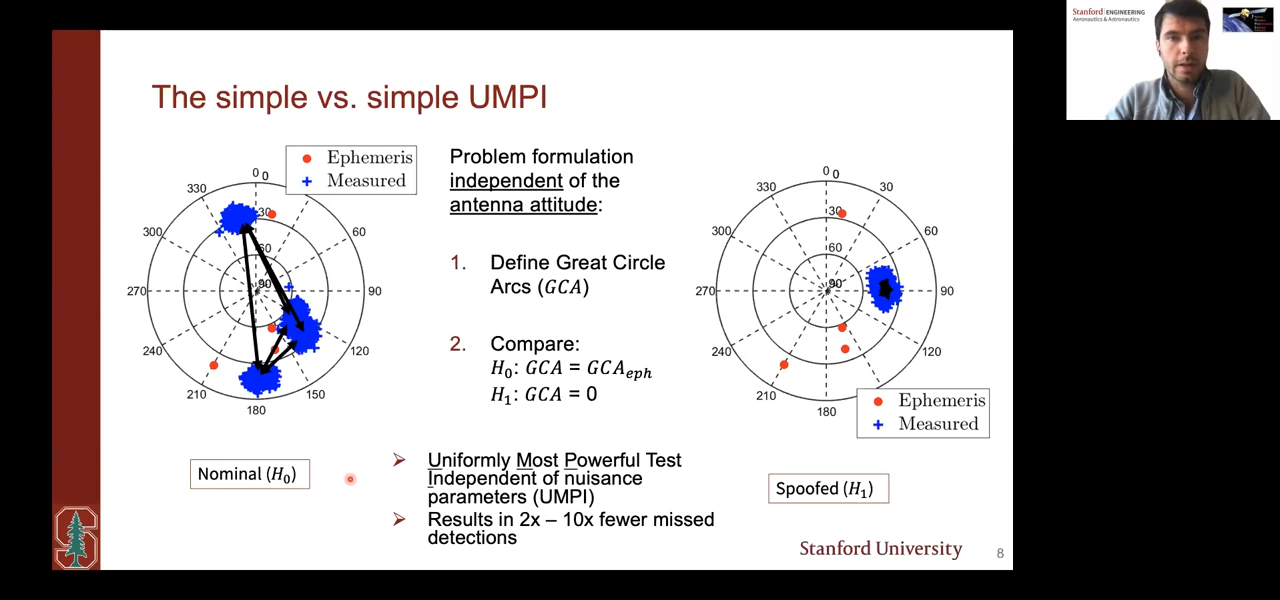 The simple vs. simple UMPI
Ephemeris
Measured
0 0
30
60
90
330
300
60
270
90
240
120
210
150
180
Nominal (H₀)
Problem formulation
independent of the
antenna attitude:
1. Define Great Circle
Arcs (GCA)
2. Compare:
H₀: GCA = GCAₑₚₕ
H₁: GCA = 0
➢ Uniformly Most Powerful Test
Independent of nuisance
parameters (UMPI)
➢ Results in 2x – 10x fewer missed
detections
0 0
30
60
90
330
30
300
60
270
90
240
120
210
180
Ephemeris
Measured
Spoofed (H₁)
Stanford University
8
Stanford | ENGINEERING
Aeronautics & Astronautics